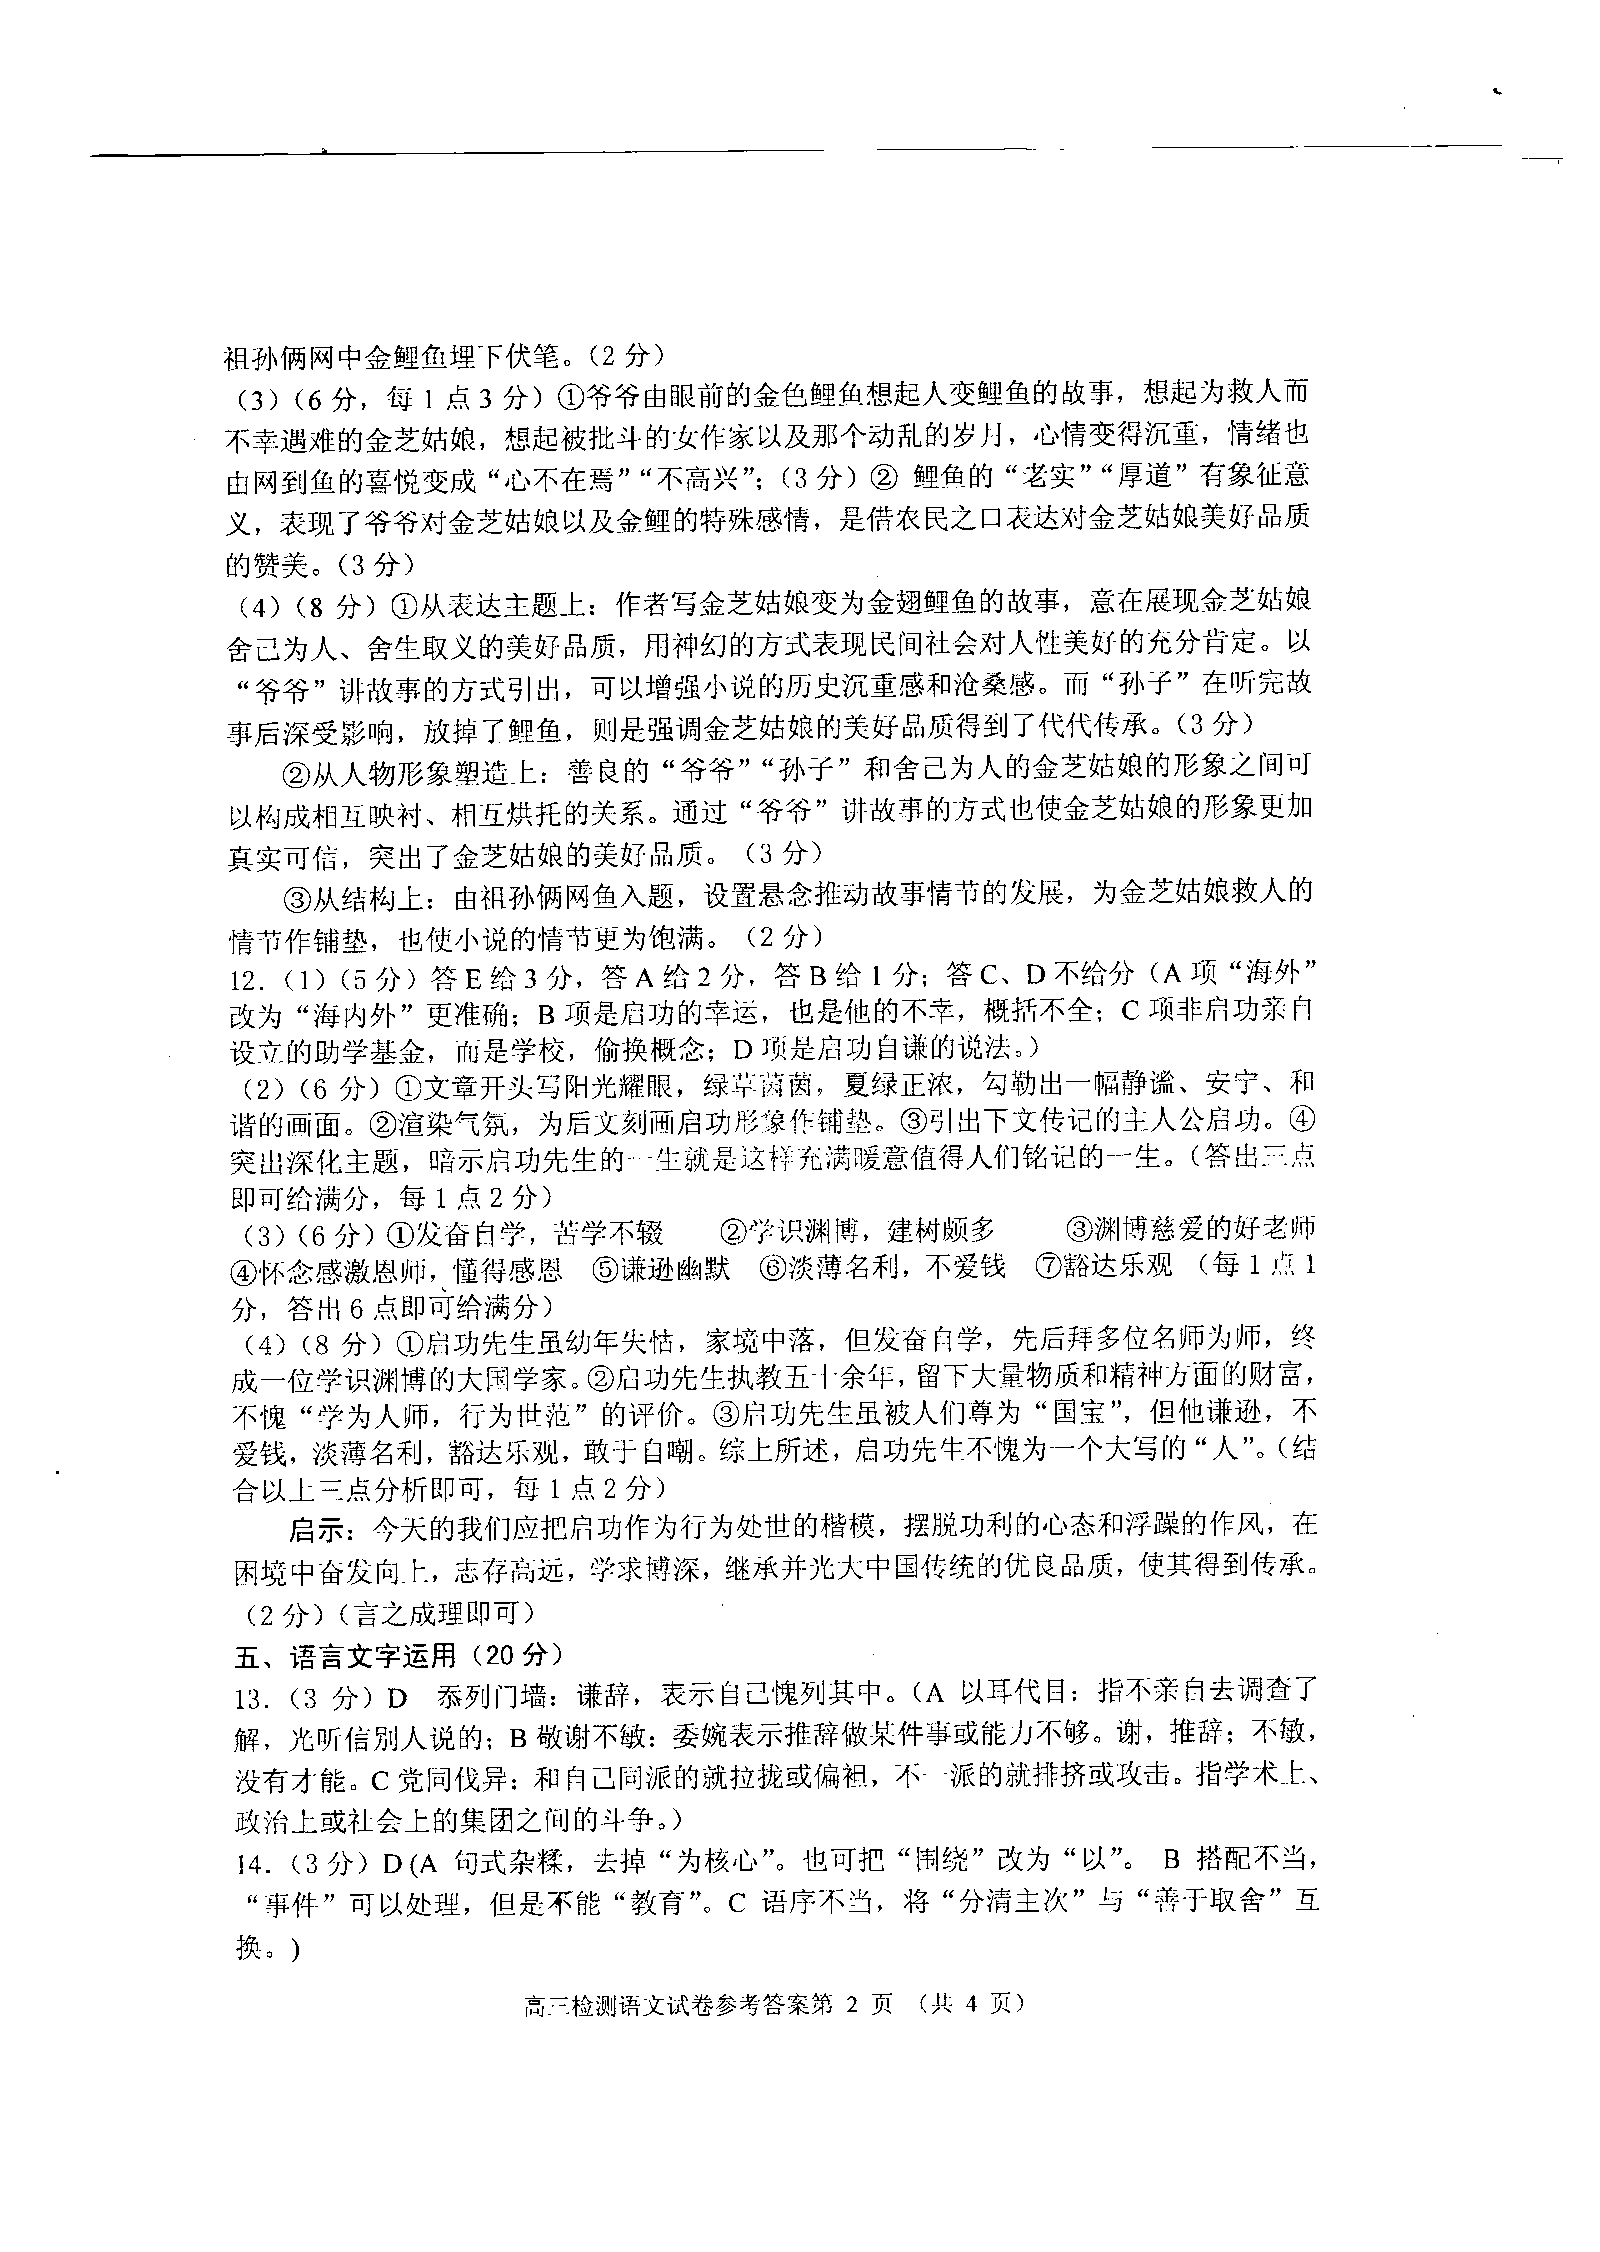 祖孙俩网中金鲤鱼埋下伏笔。（2 分）
（3）（6 分，每 1 点 3 分）①爷爷由眼前的金色鲤鱼想起人变鲤鱼的故事，想起为救人而
不幸遇难的金芝姑娘，想起被批斗的女作家以及那个动乱的岁月，心情变得沉重，情绪也
由网到鱼的喜悦变成“心不在焉”“不高兴”；（3 分）② 鲤鱼的“老实”“厚道”有象征意
义，表现了爷爷对金芝姑娘以及金鲤的特殊感情，是借农民之口表达对金芝姑娘美好品质
的赞美。（3 分）
（4）（8 分）①从表达主题上：作者写金芝姑娘变为金翅鲤鱼的故事，意在展现金芝姑娘
舍己为人、舍生取义的美好品质，用神幻的方式表现民间社会对人性美好的充分肯定。以
“爷爷”讲故事的方式引出，可以增强小说的历史沉重感和沧桑感。而“孙子”在听完故
事后深受影响，放掉了鲤鱼，则是强调金芝姑娘的美好品质得到了代代传承。（3 分）
②从人物形象塑造上：善良的“爷爷”“孙子”和舍己为人的金芝姑娘的形象之间可
以构成相互映衬、相互烘托的关系。通过“爷爷”讲故事的方式也使金芝姑娘的形象更加
真实可信，突出了金芝姑娘的美好品质。（3 分）
③从结构上：由祖孙俩网鱼入题，设置悬念推动故事情节的发展，为金芝姑娘救人的
情节作铺垫，也使小说的情节更为饱满。（2 分）
12．（1）（5 分）答 E 给 3 分，答 A 给 2 分，答 B 给 1 分；答 C、D 不给分（A 项“海外”
改为“海内外”更准确；B 项是启功的幸运，也是他的不幸，概括不全；C 项非启功亲自
设立的助学基金，而是学校，偷换概念；D 项是启功自谦的说法。）
（2）（6 分）①文章开头写阳光耀眼，绿草茵茵，夏绿正浓，勾勒出一幅静谧、安宁、和
谐的画面。②渲染气氛，为后文刻画启功形象作铺垫。③引出下文传记的主人公启功。④
突出深化主题，暗示启功先生的一生就是这样充满暖意值得人们铭记的一生。（答出三点
即可给满分，每 1 点 2 分）
（3）（6 分）①发奋自学，苦学不辍　②学识渊博，建树颇多　③渊博慈爱的好老师
④怀念感激恩师，懂得感恩　⑤谦逊幽默　⑥淡薄名利，不爱钱　⑦豁达乐观 （每 1 点 1
分，答出 6 点即可给满分）
（4）（8 分）①启功先生虽幼年失怙，家境中落，但发奋自学，先后拜多位名师为师，终
成一位学识渊博的大国学家。②启功先生执教五十余年，留下大量物质和精神方面的财富，
不愧“学为人师，行为世范”的评价。③启功先生虽被人们尊为“国宝”，但他谦逊，不
爱钱，淡薄名利，豁达乐观，敢于自嘲。综上所述，启功先生不愧为一个大写的“人”。（结
合以上三点分析即可，每 1 点 2 分）
启示：今天的我们应把启功作为行为处世的楷模，摆脱功利的心态和浮躁的作风，在
困境中奋发向上，志存高远，学求博深，继承并光大中国传统的优良品质，使其得到传承。
（2 分）（言之成理即可）
五、语言文字运用（20 分）
13．（3 分）D　忝列门墙：谦辞，表示自己愧列其中。（A 以耳代目：指不亲自去调查了
解，光听信别人说的；B 敬谢不敏：委婉表示推辞做某件事或能力不够。谢，推辞；不敏，
没有才能。C 党同伐异：和自己同派的就拉拢或偏袒，不一派的就排挤或攻击。指学术上、
政治上或社会上的集团之间的斗争。）
14．（3 分）D (A 句式杂糅，去掉“为核心”。也可把“围绕”改为“以”。 B 搭配不当，
“事件”可以处理，但是不能“教育”。C 语序不当，将“分清主次”与“善于取舍”互
换。)
高三检测语文试卷参考答案第 2 页 （共 4 页）